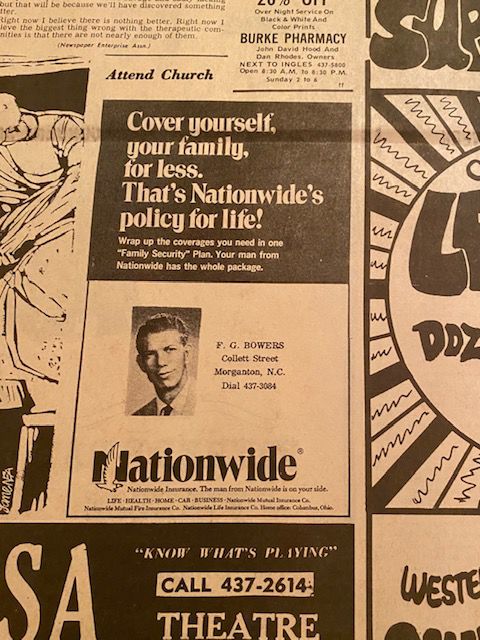 but that will be because we'll have discovered something
Right now I believe there is nothing better. Right now I
the biggest thing wrong with the therapeutic com-
is that there are not nearly enough of them.
(Newspaper Enterprise Assn.)
20% OFF
Over Night Service On
Black & White And
Color Prints
BURKE PHARMACY
John David Hood And
Dan Rhodes, Owners
NEXT TO INGLES 437-5800
Open 8:30 A.M. to 8:30 P.M.
Sunday 2 to 6
Attend Church
Cover yourself,
your family,
for less.
That's Nationwide's
policy for life!
Wrap up the coverages you need in one
"Family Security" Plan. Your man from
Nationwide has the whole package.
F. G. BOWERS
Collett Street
Morganton, N.C.
Dial 437-3084
Nationwide®
Nationwide Insurance. The man from Nationwide is on your side.
LIFE · HEALTH · HOME · CAR · BUSINESS · Nationwide Mutual Insurance Co.
Nationwide Mutual Fire Insurance Co. Nationwide Life Insurance Co. Home office: Columbus, Ohio.
"KNOW WHAT'S PLAYING"
CALL 437-2614
THEATRE
SA
SUP
LE
DOZ
WESTE